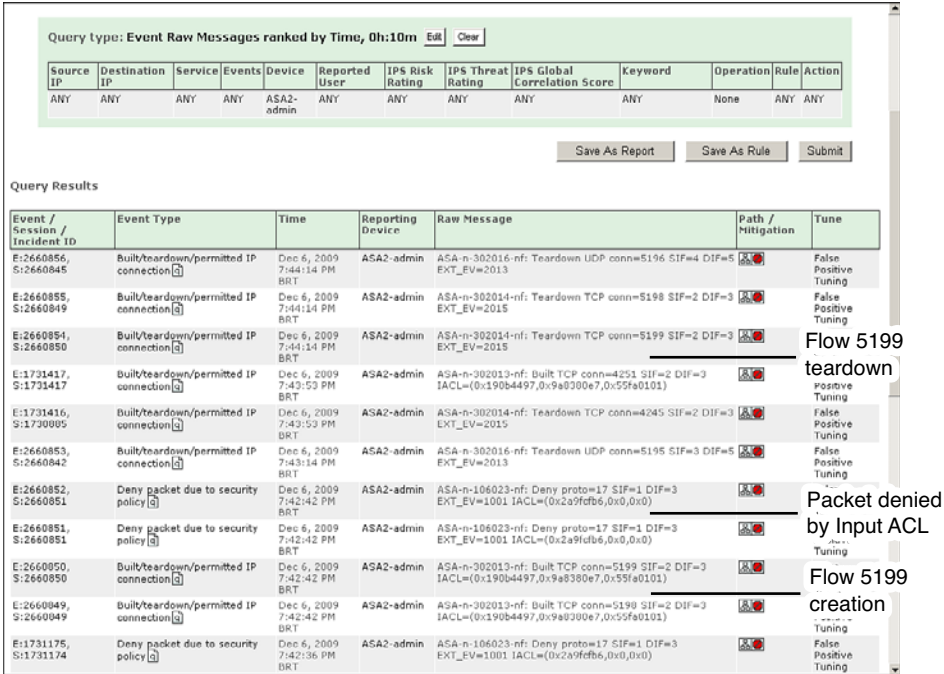 Query type: Event Raw Messages ranked by Time, 0h:10m Edit Clear
Source IP Destination IP Service Events Device Reported User IPS Risk Rating IPS Threat Rating IPS Global Correlation Score Keyword Operation Rule Action
ANY ANY ANY ANY ASA2-admin ANY ANY ANY ANY ANY None ANY ANY
Save As Report Save As Rule Submit
Query Results
Event / Session / Incident ID Event Type Time Reporting Device Raw Message Path / Mitigation Tune
E:2660856, Built/teardown/permitted IP Dec 6, 2009 ASA2-admin ASA-n-302016-nf: Teardown UDP conn=5196 SIF=4 DIF=5 False
S:2660845 connection q 7:44:14 PM EXT_EV=2013 Positive
BRT Tuning
E:2660855, Built/teardown/permitted IP Dec 6, 2009 ASA2-admin ASA-n-302014-nf: Teardown TCP conn=5198 SIF=2 DIF=3 False
S:2660849 connection q 7:44:14 PM EXT_EV=2015 Positive
BRT Tuning
E:2660854, Built/teardown/permitted IP Dec 6, 2009 ASA2-admin ASA-n-302014-nf: Teardown TCP conn=5199 SIF=2 DIF=3 Flow 5199
S:2660850 connection q 7:44:14 PM EXT_EV=2015 teardown
BRT
E:1731417, Built/teardown/permitted IP Dec 6, 2009 ASA2-admin ASA-n-302013-nf: Built TCP conn=4251 SIF=2 DIF=3
S:1731417 connection q 7:43:53 PM IACL=(0x190b4497,0x9a8380e7,0x55fa0101) Positive
BRT Tuning
E:1731416, Built/teardown/permitted IP Dec 6, 2009 ASA2-admin ASA-n-302014-nf: Teardown TCP conn=4245 SIF=2 DIF=3 False
S:1730885 connection q 7:43:53 PM EXT_EV=2015 Positive
BRT Tuning
E:2660853, Built/teardown/permitted IP Dec 6, 2009 ASA2-admin ASA-n-302016-nf: Teardown UDP conn=5195 SIF=3 DIF=5 False
S:2660842 connection q 7:43:14 PM EXT_EV=2013 Positive
BRT Tuning
E:2660852, Deny packet due to security Dec 6, 2009 ASA2-admin ASA-n-106023-nf: Deny proto=17 SIF=1 DIF=3
S:2660851 policy q 7:42:42 PM EXT_EV=1001 IACL=(0x2a9fcfb6,0x0,0x0) Packet denied
BRT by Input ACL
E:2660851, Deny packet due to security Dec 6, 2009 ASA2-admin ASA-n-106023-nf: Deny proto=17 SIF=1 DIF=3
S:2660851 policy q 7:42:42 PM EXT_EV=1001 IACL=(0x2a9fcfb6,0x0,0x0)
BRT Tuning
E:2660850, Built/teardown/permitted IP Dec 6, 2009 ASA2-admin ASA-n-302013-nf: Built TCP conn=5199 SIF=2 DIF=3 Flow 5199
S:2660850 connection q 7:42:42 PM IACL=(0x190b4497,0x9a8380e7,0x55fa0101) creation
BRT
E:2660849, Built/teardown/permitted IP Dec 6, 2009 ASA2-admin ASA-n-302013-nf: Built TCP conn=5198 SIF=2 DIF=3
S:2660849 connection q 7:42:42 PM IACL=(0x190b4497,0x9a8380e7,0x55fa0101)
BRT Tuning
E:1731175, Deny packet due to security Dec 6, 2009 ASA2-admin ASA-n-106023-nf: Deny proto=17 SIF=1 DIF=3 False
S:1731174 policy q 7:42:36 PM EXT_EV=1001 IACL=(0x2a9fcfb6,0x0,0x0) Positive
BRT Tuning